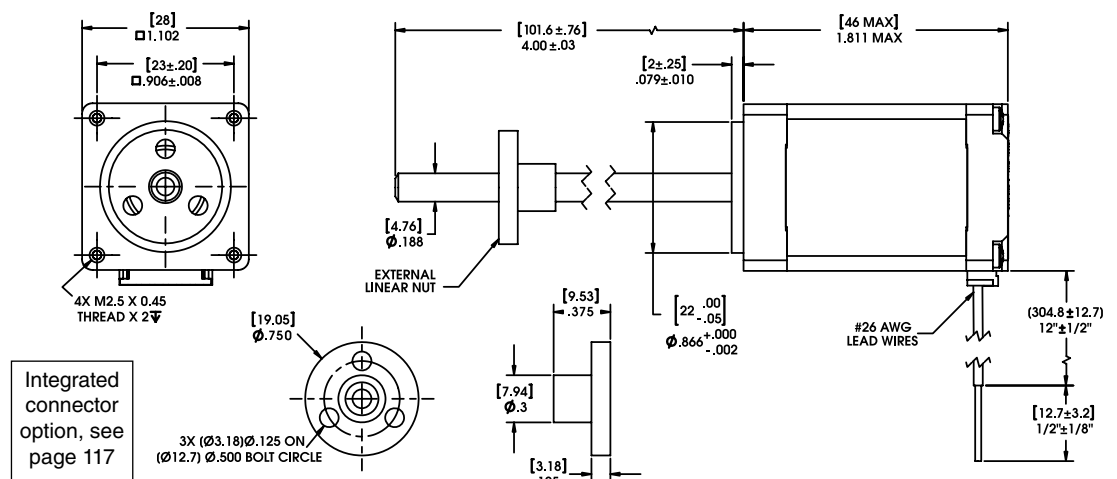 [28]
□1.102
[23±.20]
□.906±.008
4X M2.5 X 0.45
THREAD X 2↧
[101.6±.76]
4.00±.03
[2±.25]
.079±.010
[46 MAX]
1.811 MAX
[4.76]
Ø.188
EXTERNAL
LINEAR NUT
[22 .00
-.05]
Ø.866 +.000
-.002
#26 AWG
LEAD WIRES
(304.8±12.7)
12"±1/2"
[12.7±3.2]
1/2"±1/8"
[19.05]
Ø.750
3X (Ø3.18)Ø.125 ON
(Ø12.7) Ø.500 BOLT CIRCLE
[9.53]
.375
[7.94]
Ø.3
[3.18]
Integrated
connector
option, see
page 117